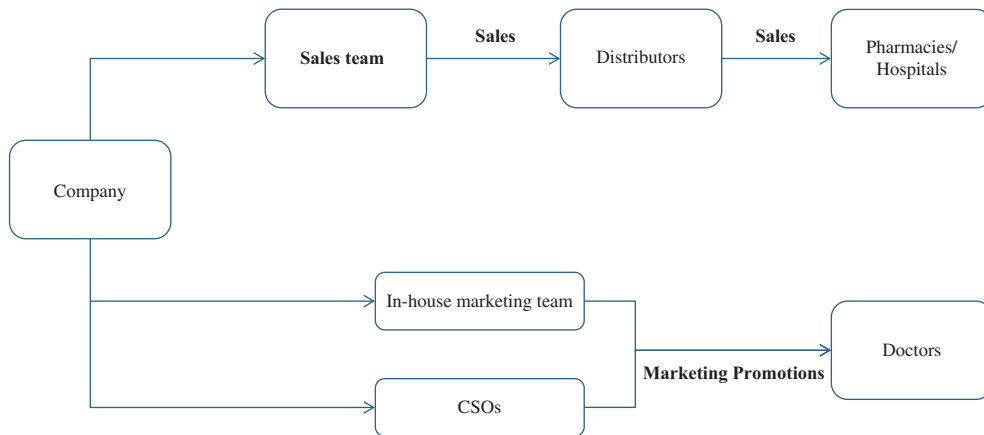 Sales team
Sales
Distributors
Sales
Pharmacies/
Hospitals
Company
In-house marketing team
CSOs
Marketing Promotions
Doctors